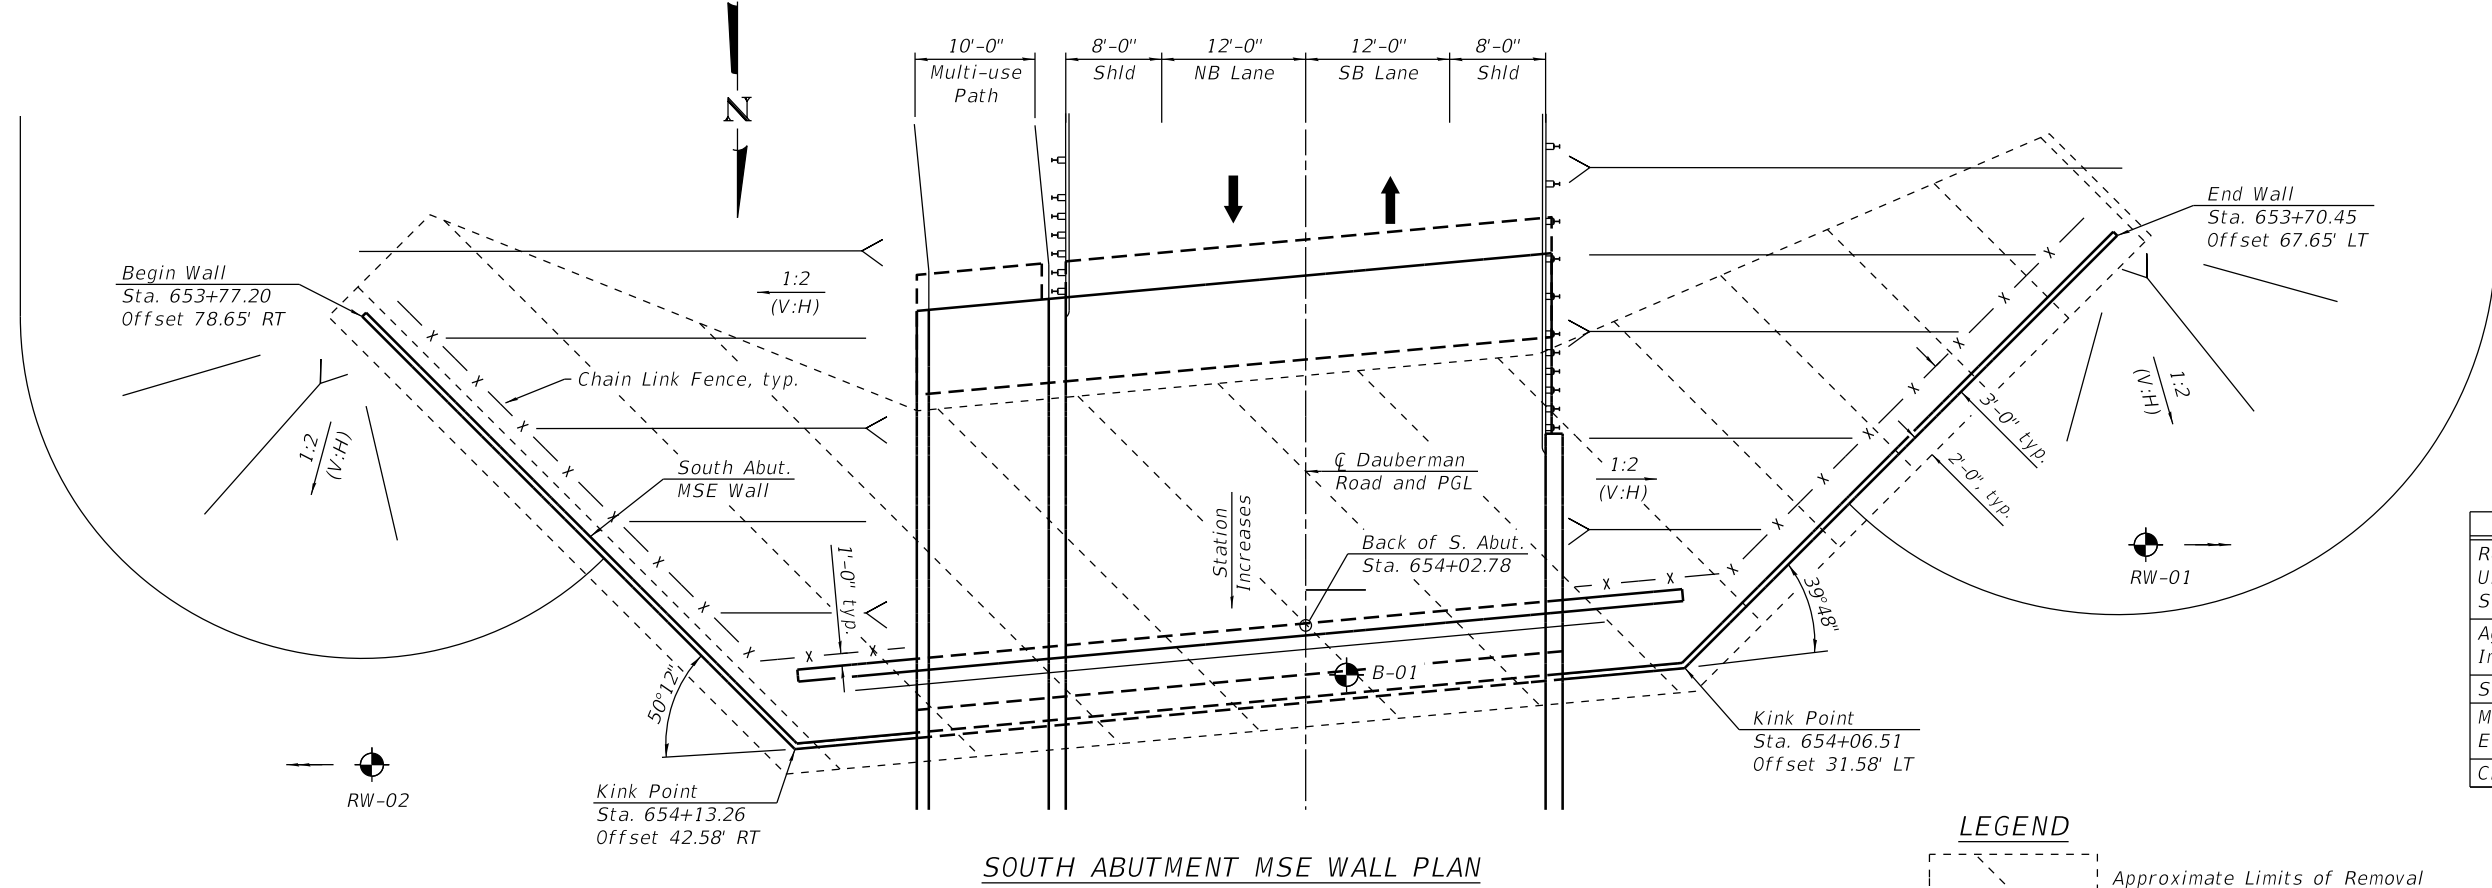 10'-0"
Multi-use
Path
8'-0"
Shld
12'-0"
NB Lane
12'-0"
SB Lane
8'-0"
Shld
N
Begin Wall
Sta. 653+77.20
Offset 78.65' RT
1:2
(V:H)
End Wall
Sta. 653+70.45
Offset 67.65' LT
Chain Link Fence, typ.
1:2
(V:H)
South Abut.
MSE Wall
℄ Dauberman
Road and PGL
1:2
(V:H)
1:2
(V:H)
3'-0" typ.
2'-0", typ.
Station
Increases
Back of S. Abut.
Sta. 654+02.78
1'-0" typ.
RW-01
39°48"
50°12"
B-01
RW-02
Kink Point
Sta. 654+13.26
Offset 42.58' RT
Kink Point
Sta. 654+06.51
Offset 31.58' LT
SOUTH ABUTMENT MSE WALL PLAN
LEGEND
Approximate Limits of Removal